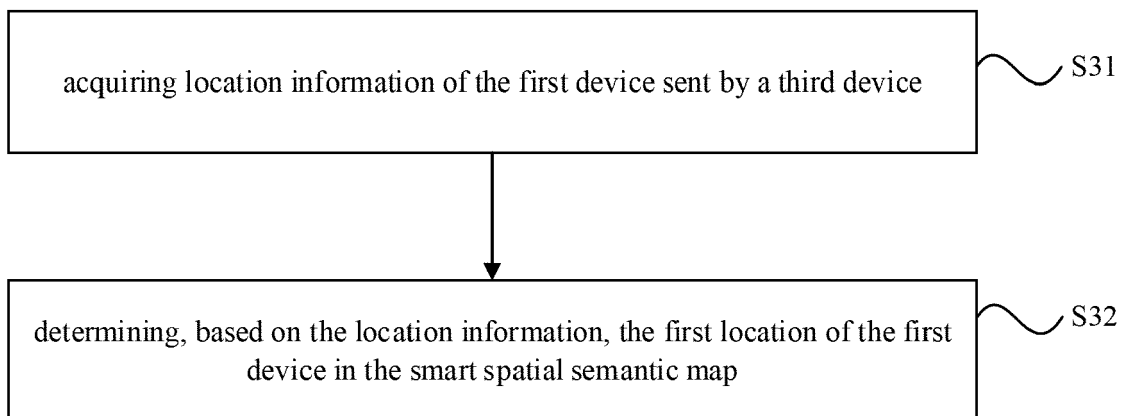 acquiring location information of the first device sent by a third device
S31
determining, based on the location information, the first location of the first
device in the smart spatial semantic map
S32